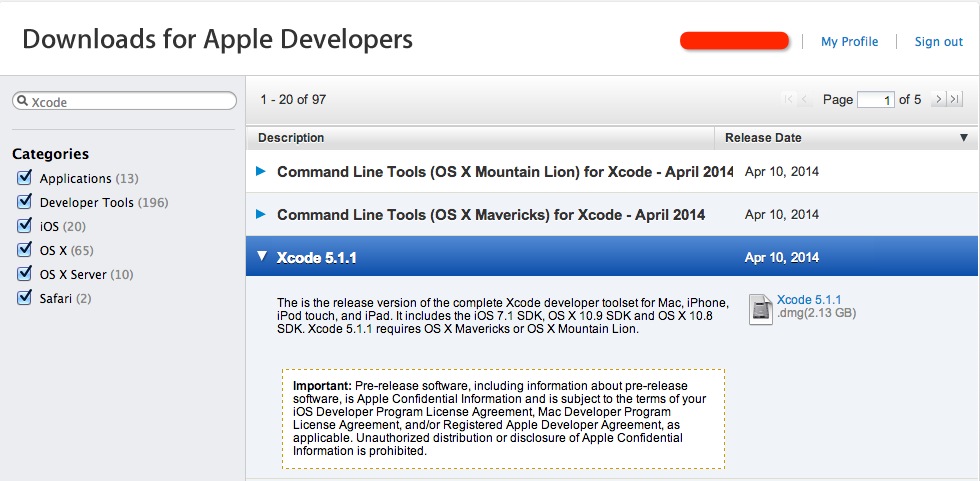 Downloads for Apple Developers
My Profile
Sign out
Xcode
1 - 20 of 97
Page 1 of 5
Categories
Applications (13)
Developer Tools (196)
iOS (20)
OS X (65)
OS X Server (10)
Safari (2)
Description Release Date
Command Line Tools (OS X Mountain Lion) for Xcode - April 2014 Apr 10, 2014
Command Line Tools (OS X Mavericks) for Xcode - April 2014 Apr 10, 2014
Xcode 5.1.1 Apr 10, 2014
The is the release version of the complete Xcode developer toolset for Mac, iPhone,
iPod touch, and iPad. It includes the iOS 7.1 SDK, OS X 10.9 SDK and OS X 10.8
SDK. Xcode 5.1.1 requires OS X Mavericks or OS X Mountain Lion.
Xcode 5.1.1
.dmg(2.13 GB)
Important: Pre-release software, including information about pre-release
software, is Apple Confidential Information and is subject to the terms of your
iOS Developer Program License Agreement, Mac Developer Program
License Agreement, and/or Registered Apple Developer Agreement, as
applicable. Unauthorized distribution or disclosure of Apple Confidential
Information is prohibited.